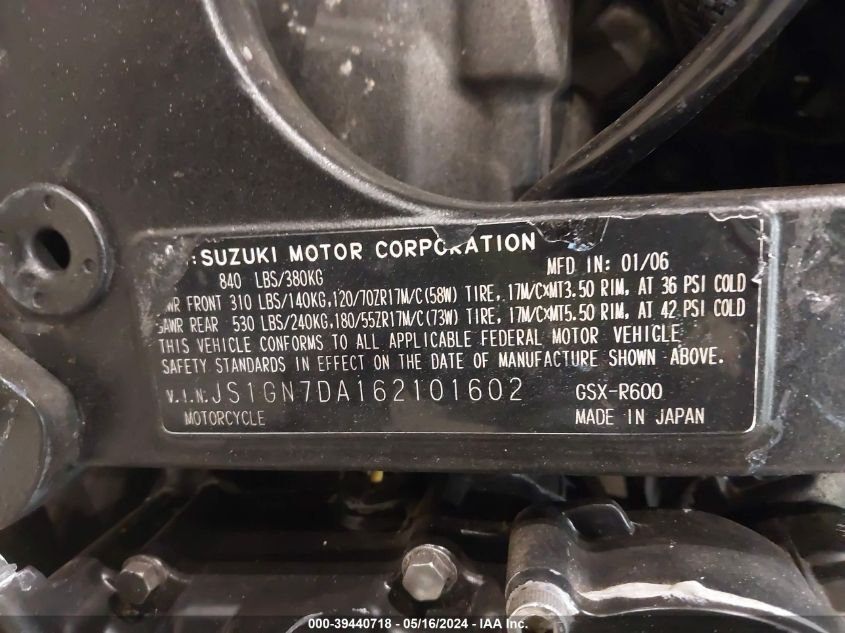 : SUZUKI MOTOR CORPORATION
MFD IN: 01/06
840 LBS/380KG
FRONT 310 LBS/140KG,120/70ZR17M/C(58W) TIRE, 17M/CXMT3.50 RIM, AT 36 PSI COLD
GAWR REAR 530 LBS/240KG,180/55ZR17M/C(73W) TIRE, 17M/CXMT5.50 RIM, AT 42 PSI COLD
THIS VEHICLE CONFORMS TO ALL APPLICABLE FEDERAL MOTOR VEHICLE
SAFETY STANDARDS IN EFFECT ON THE DATE OF MANUFACTURE SHOWN ABOVE.
V.I.N: JS1GN7DA162101602 GSX-R600
MOTORCYCLE MADE IN JAPAN
000-39440718 - 05/16/2024 - IAA Inc.